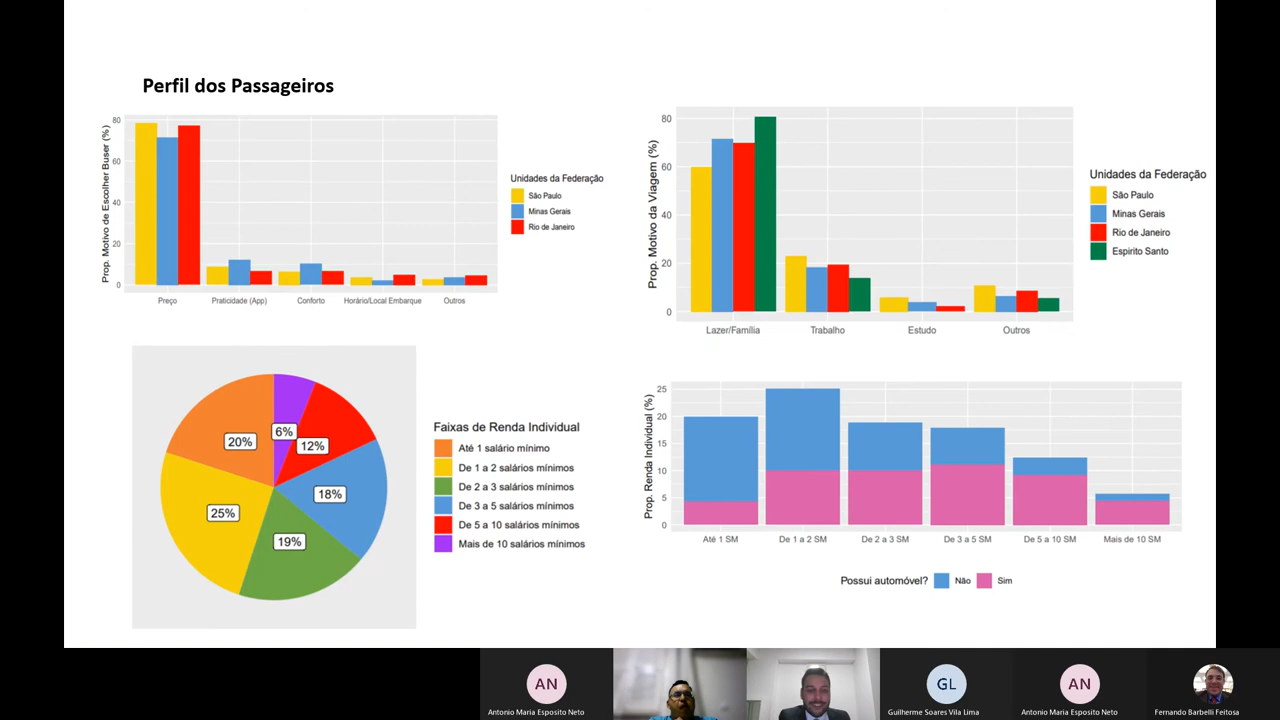 Perfil dos Passageiros
Prop. Motivo de Escolher Buser (%)
80
60
40
20
0
Preço
Praticidade (App)
Conforto
Horário/Local Embarque
Outros
Unidades da Federação
São Paulo
Minas Gerais
Rio de Janeiro
Prop. Motivo da Viagem (%)
80
60
40
20
0
Lazer/Família
Trabalho
Estudo
Outros
Unidades da Federação
São Paulo
Minas Gerais
Rio de Janeiro
Espirito Santo
6%
12%
18%
19%
25%
20%
Faixas de Renda Individual
Até 1 salário mínimo
De 1 a 2 salários mínimos
De 2 a 3 salários mínimos
De 3 a 5 salários mínimos
De 5 a 10 salários mínimos
Mais de 10 salários mínimos
Prop. Renda Individual (%)
25
20
15
10
5
0
Até 1 SM
De 1 a 2 SM
De 2 a 3 SM
De 3 a 5 SM
De 5 a 10 SM
Mais de 10 SM
Possui automóvel?
Não
Sim
AN
Antonio Maria Esposito Neto
GL
Guilherme Soares Vila Lima
AN
Antonio Maria Esposito Neto
Fernando Barbelli Feitosa